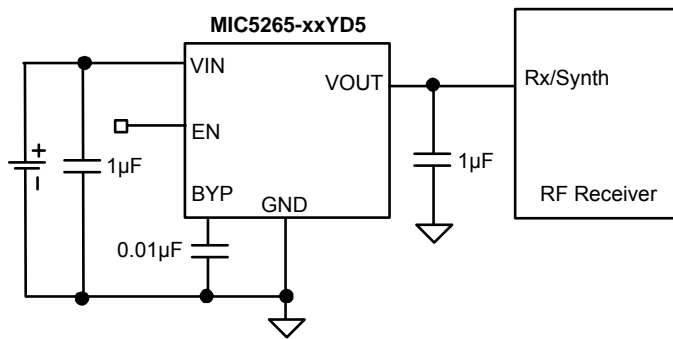 MIC5265-xxYD5
VIN
VOUT
Rx/Synth
EN
+
–
1µF
1µF
BYP
GND
RF Receiver
0.01µF